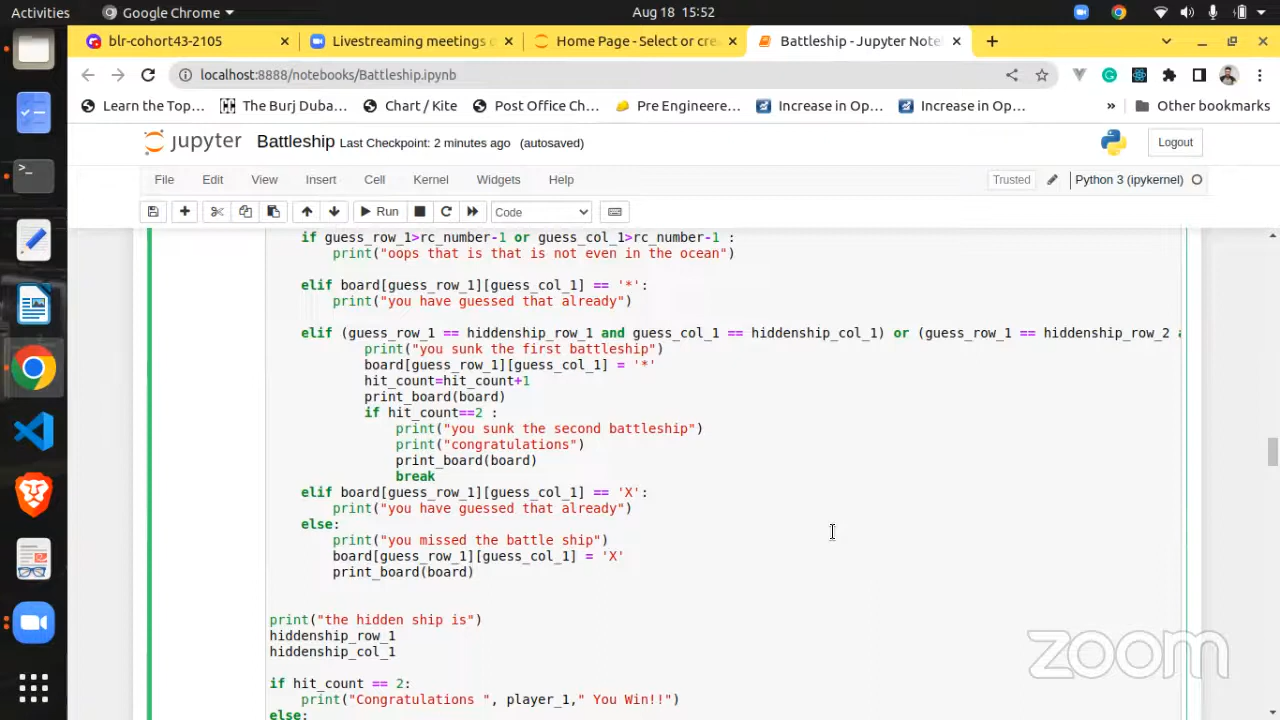 Activities
Google Chrome
Aug 18 15:52
blr-cohort43-2105
Livestreaming meetings o
Home Page - Select or cre
Battleship - Jupyter Note
localhost:8888/notebooks/Battleship.ipynb
Learn the Top...
The Burj Duba...
Chart / Kite
Post Office Ch...
Pre Engineere...
Increase in Op...
Increase in Op...
»
Other bookmarks
jupyter
Battleship Last Checkpoint: 2 minutes ago (autosaved)
Logout
File Edit View Insert Cell Kernel Widgets Help
Trusted
Python 3 (ipykernel)
Run
Code
if guess_row_1>rc_number-1 or guess_col_1>rc_number-1 :
print("oops that is that is not even in the ocean")
elif board[guess_row_1][guess_col_1] == '*':
print("you have guessed that already")
elif (guess_row_1 == hiddenship_row_1 and guess_col_1 == hiddenship_col_1) or (guess_row_1 == hiddenship_row_2 a
print("you sunk the first battleship")
board[guess_row_1][guess_col_1] = '*'
hit_count=hit_count+1
print_board(board)
if hit_count==2 :
print("you sunk the second battleship")
print("congratulations")
print_board(board)
break
elif board[guess_row_1][guess_col_1] == 'X':
print("you have guessed that already")
else:
print("you missed the battle ship")
board[guess_row_1][guess_col_1] = 'X'
print_board(board)
print("the hidden ship is")
hiddenship_row_1
hiddenship_col_1
if hit_count == 2:
print("Congratulations ", player_1," You Win!!")
else:
zoom